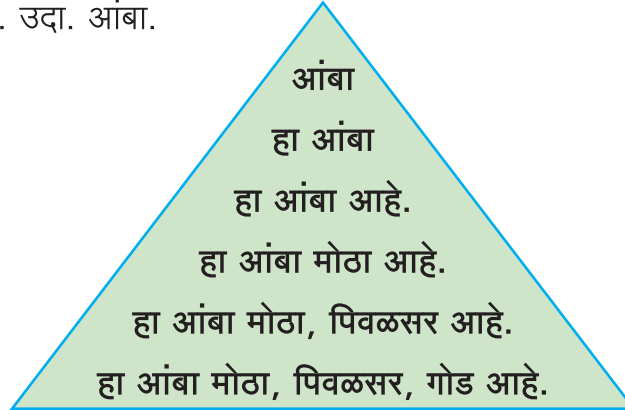 . उदा. आंबा.
आंबा
हा आंबा
हा आंबा आहे.
हा आंबा मोठा आहे.
हा आंबा मोठा, पिवळसर आहे.
हा आंबा मोठा, पिवळसर, गोड आहे.